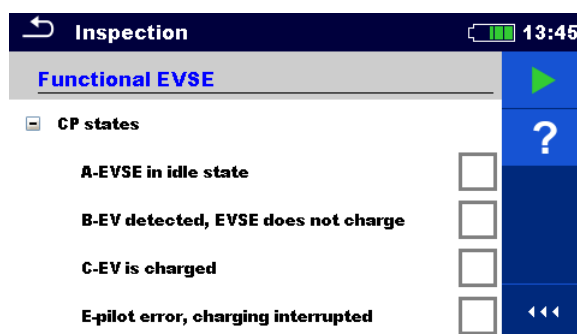 Inspection
13:45
Functional EVSE
CP states
?
A-EVSE in idle state
B-EV detected, EVSE does not charge
C-EV is charged
E-pilot error, charging interrupted